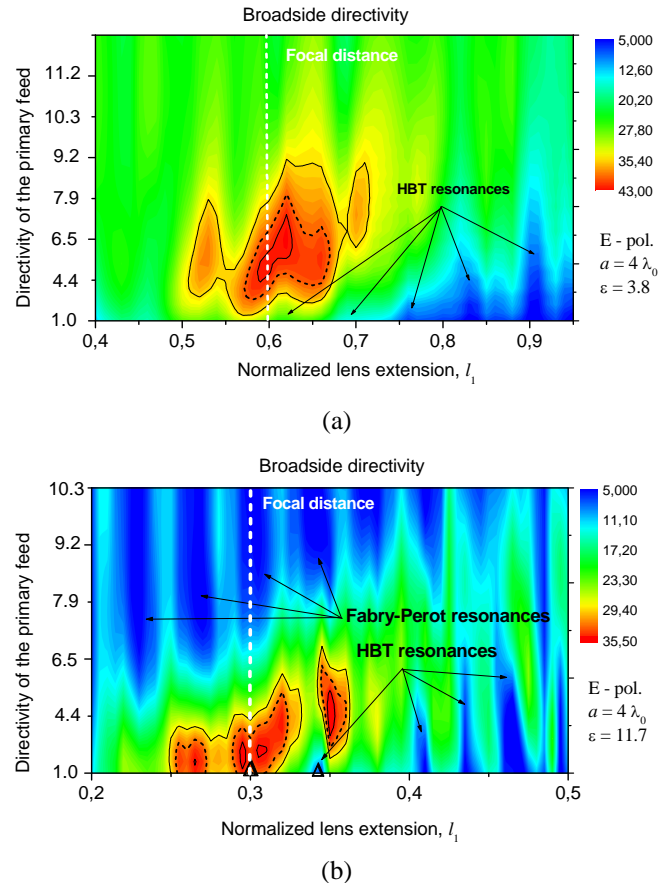 Broadside directivity
Focal distance
HBT resonances
Directivity of the primary feed
11.2
10.3
9.2
7.9
6.5
4.4
1.0
0,4 0,5 0,6 0,7 0,8 0,9
Normalized lens extension, l₁
5,000
12,60
20,20
27,80
35,40
43,00
E - pol.
a = 4 λ₀
ε = 3.8
(a)
Broadside directivity
Focal distance
Fabry-Perot resonances
HBT resonances
Directivity of the primary feed
10.3
9.2
7.9
6.5
4.4
1.0
0,2 0,3 0,4 0,5
Normalized lens extension, l₁
5,000
11,10
17,20
23,30
29,40
35,50
E - pol.
a = 4 λ₀
ε = 11.7
(b)